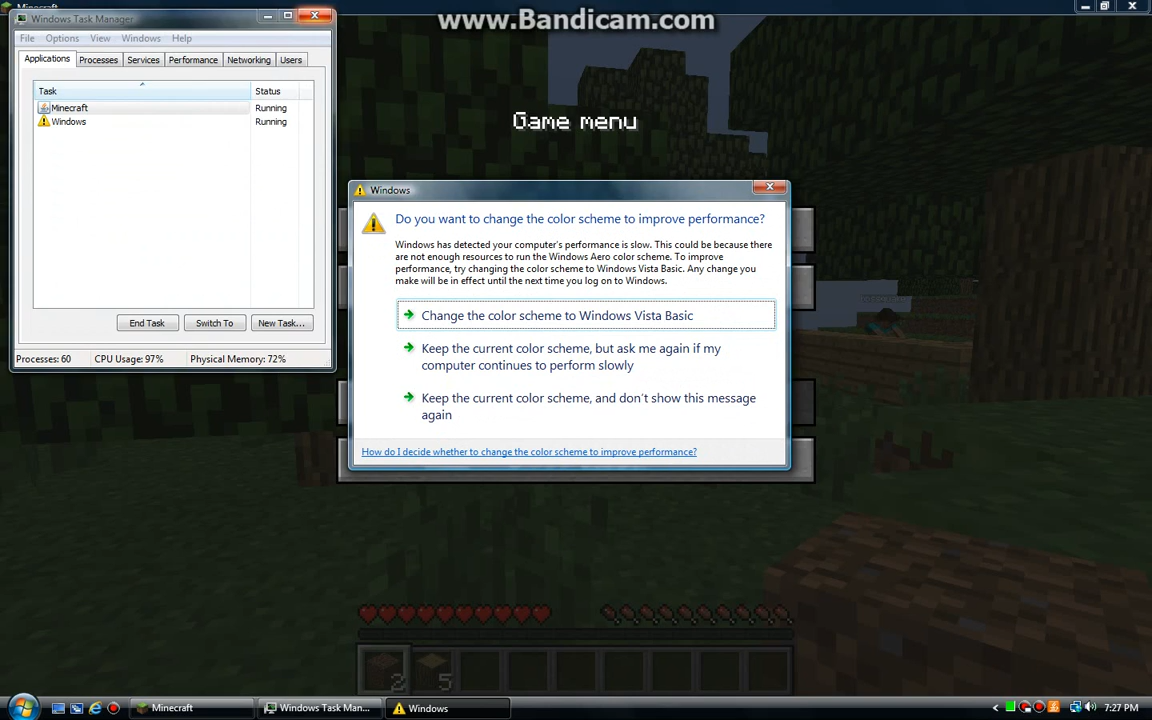 Minecraft
www.Bandicam.com
Windows Task Manager
File Options View Windows Help
Applications Processes Services Performance Networking Users
Task Status
Minecraft Running
Windows Running
End Task Switch To New Task...
Processes: 60 CPU Usage: 97% Physical Memory: 72%
Game menu
Windows
Do you want to change the color scheme to improve performance?
Windows has detected your computer's performance is slow. This could be because there
are not enough resources to run the Windows Aero color scheme. To improve
performance, try changing the color scheme to Windows Vista Basic. Any change you
make will be in effect until the next time you log on to Windows.
Change the color scheme to Windows Vista Basic
Keep the current color scheme, but ask me again if my
computer continues to perform slowly
Keep the current color scheme, and don't show this message
again
How do I decide whether to change the color scheme to improve performance?
2 5
Minecraft Windows Task Man... Windows 7:27 PM